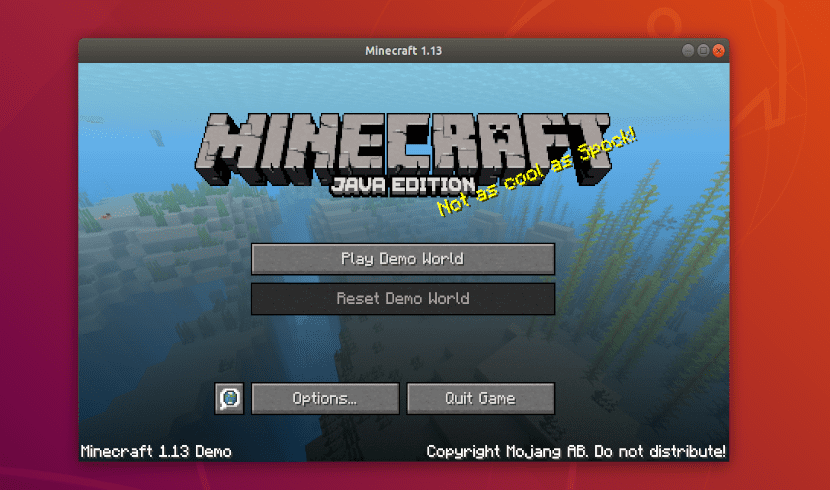 Minecraft 1.13
MINECRAFT
JAVA EDITION
Not as cool as Spock!
Play Demo World
Reset Demo World
Options...
Quit Game
Minecraft 1.13 Demo
Copyright Mojang AB. Do not distribute!